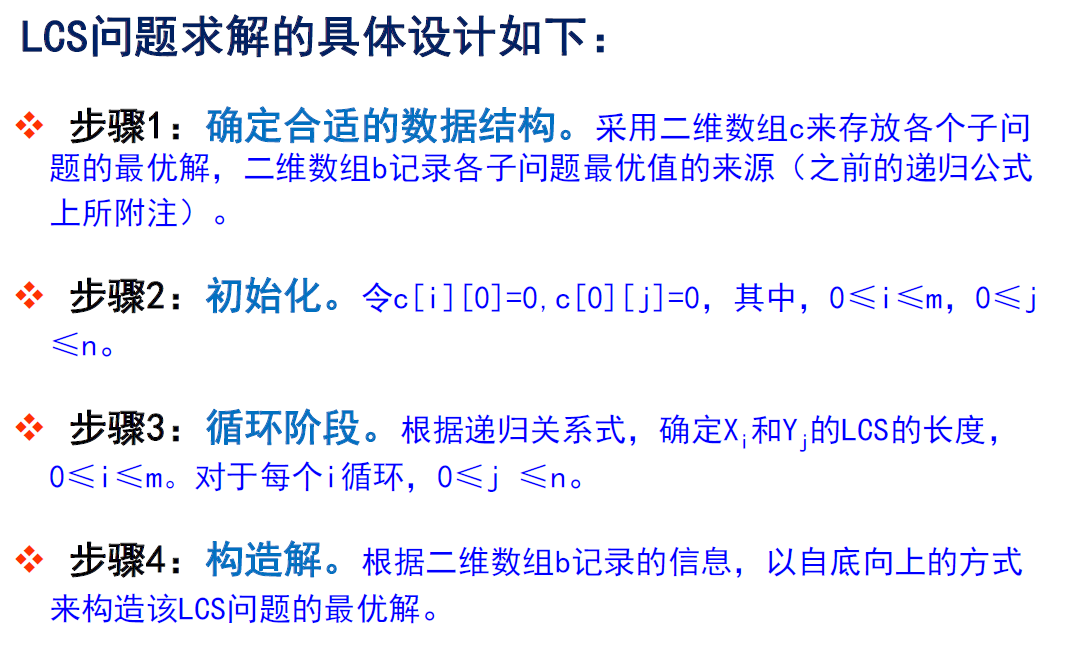 LCS问题求解的具体设计如下：
步骤1：确定合适的数据结构。采用二维数组c来存放各个子问
题的最优解，二维数组b记录各子问题最优值的来源（之前的递归公式
上所附注）。
步骤2：初始化。令c[i][0]=0,c[0][j]=0，其中，0≤i≤m，0≤j
≤n。
步骤3：循环阶段。根据递归关系式，确定Xi和Yj的LCS的长度，
0≤i≤m。对于每个i循环，0≤j ≤n。
步骤4：构造解。根据二维数组b记录的信息，以自底向上的方式
来构造该LCS问题的最优解。